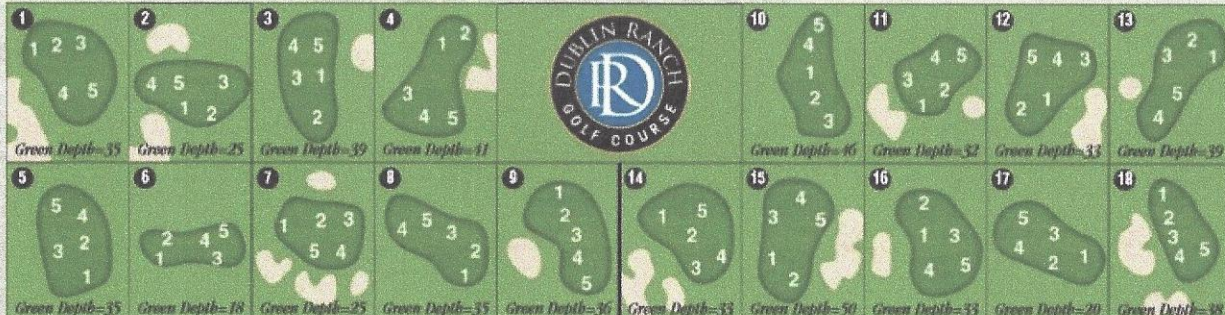 1
1 2 3
4 5
Green Depth=35
2
4 5 3
1 2
Green Depth=25
3
4 5
3 1
2
Green Depth=39
4
1 2
3
4 5
Green Depth=41
DUBLIN RANCH
DR
GOLF COURSE
10
5
4
1
2
3
Green Depth=46
11
4 5
3
2
1
Green Depth=32
12
5 4 3
2 1
Green Depth=33
13
2
3 1
5
4
Green Depth=39
5
5
4
3 2
1
Green Depth=35
6
2 4 5
1 3
Green Depth=18
7
1 2 3
5 4
Green Depth=25
8
4 5 3
2
1
Green Depth=35
9
1
2
3
4
5
Green Depth=36
14
1 5
2
3 4
Green Depth=33
15
4
3 5
1
2
Green Depth=50
16
2
1 3
4 5
Green Depth=33
17
5
3
4
2 1
Green Depth=20
18
1
2
3
4 5
Green Depth=38